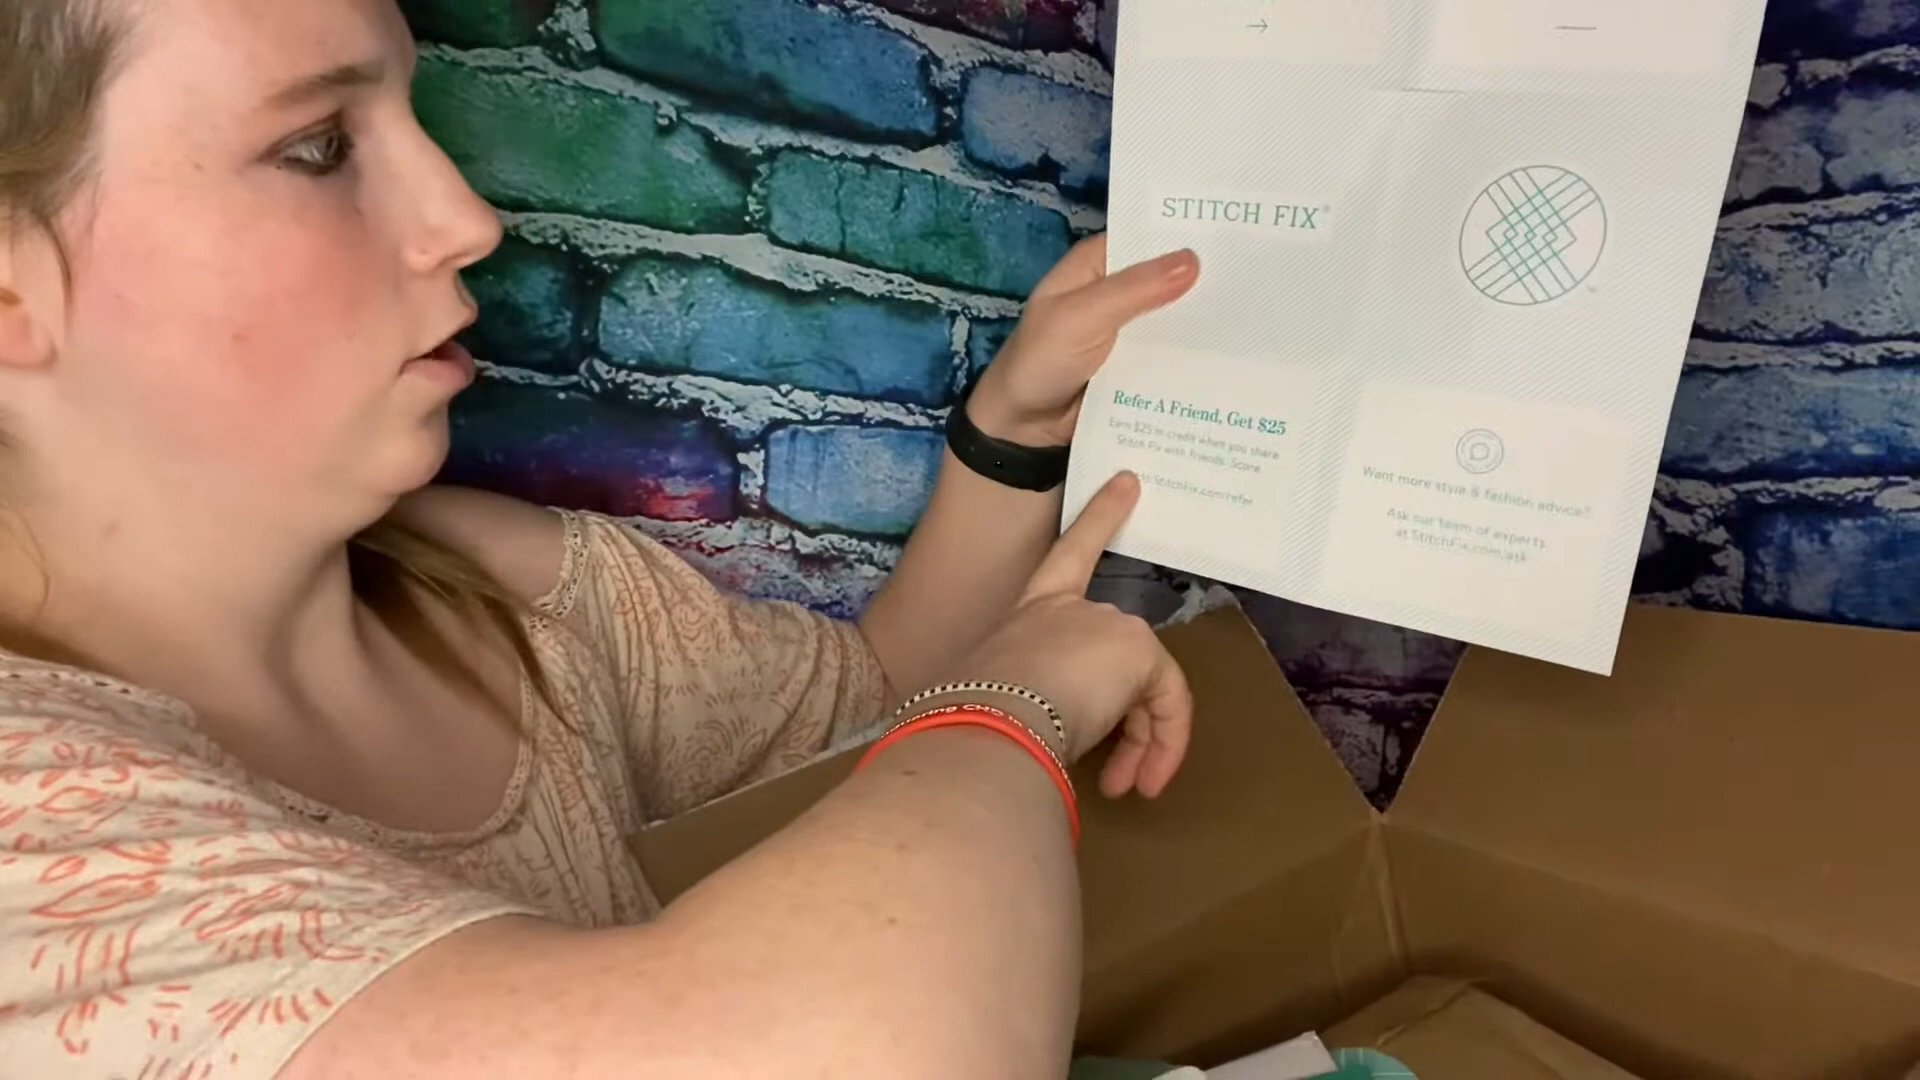 STITCH FIX®
Refer A Friend, Get $25
Earn $25 in credit when you share
Stitch Fix with friends. Score
StitchFix.com/refer
Want more style & fashion advice?
Ask our team of experts
at StitchFix.com/ask